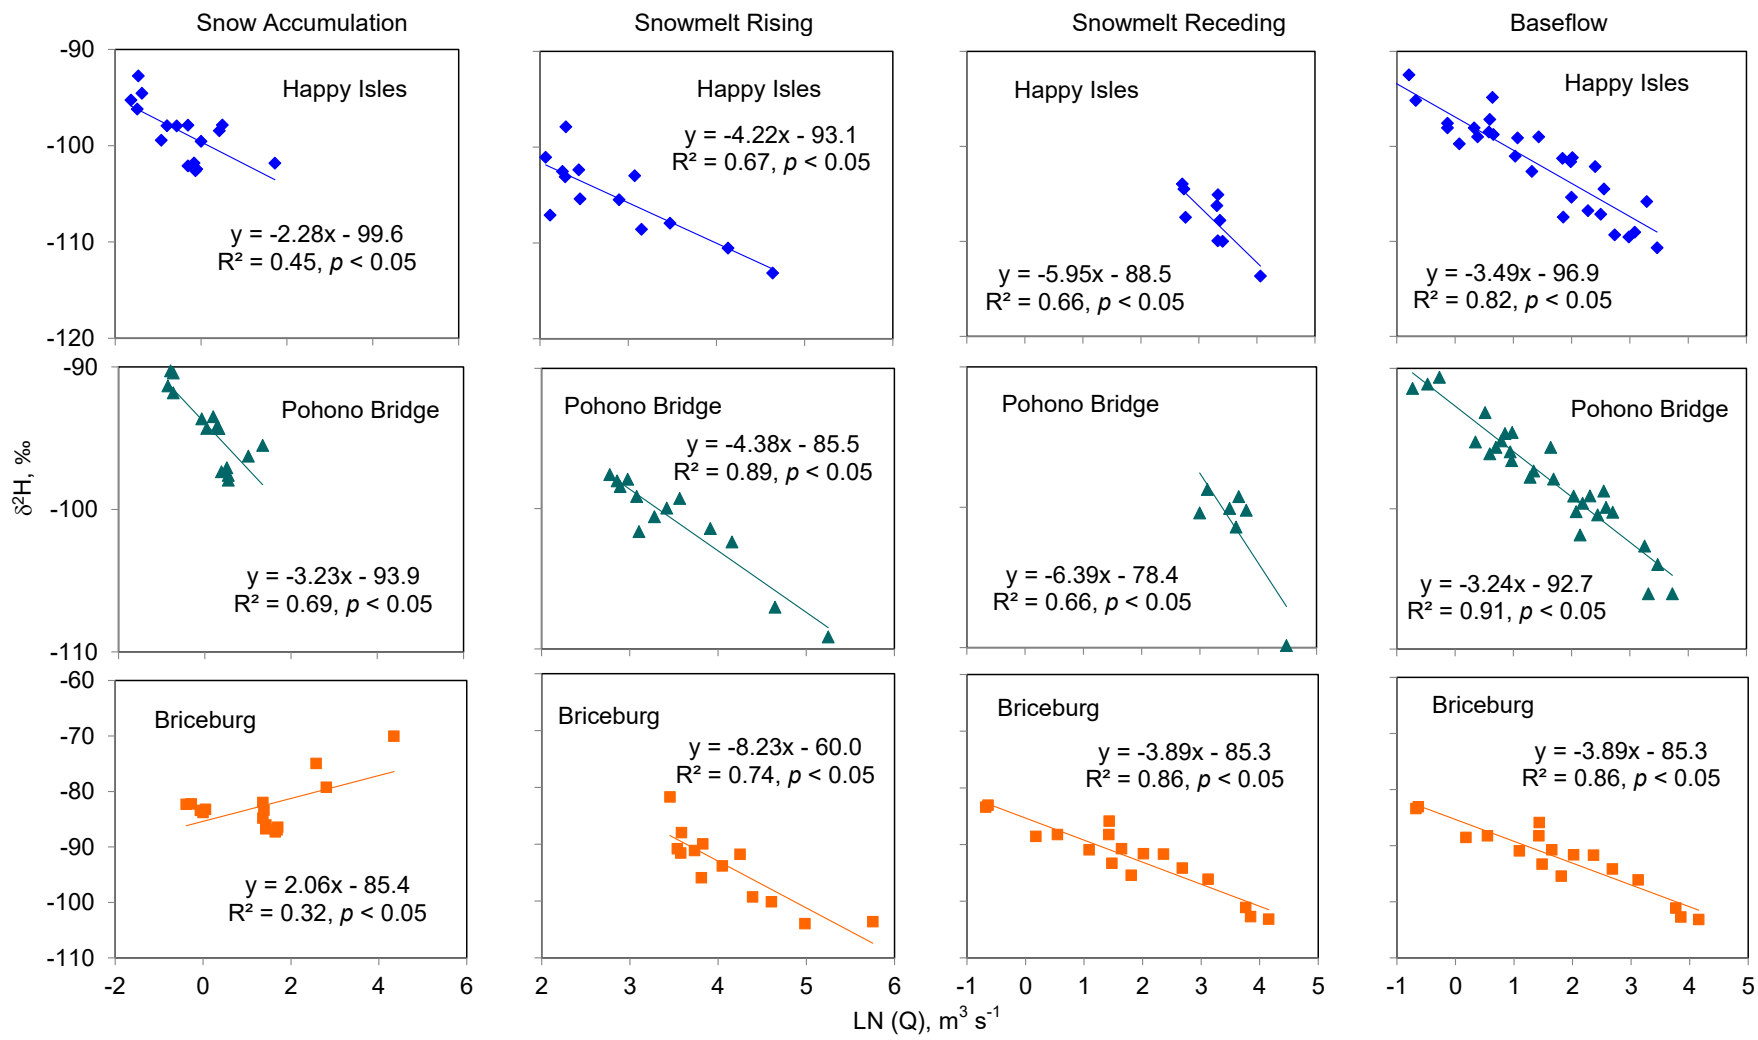 Snow Accumulation
Snowmelt Rising
Snowmelt Receding
Baseflow
-90
-100
-110
-120
Happy Isles
y = -2.28x - 99.6
R² = 0.45, p < 0.05
Happy Isles
y = -4.22x - 93.1
R² = 0.67, p < 0.05
Happy Isles
y = -5.95x - 88.5
R² = 0.66, p < 0.05
Happy Isles
y = -3.49x - 96.9
R² = 0.82, p < 0.05
-2
0
2
4
6
δ²H, ‰
-90
-100
-110
Pohono Bridge
y = -3.23x - 93.9
R² = 0.69, p < 0.05
Pohono Bridge
y = -4.38x - 85.5
R² = 0.89, p < 0.05
Pohono Bridge
y = -6.39x - 78.4
R² = 0.66, p < 0.05
Pohono Bridge
y = -3.24x - 92.7
R² = 0.91, p < 0.05
-60
-70
-80
-90
-100
-110
Briceburg
y = 2.06x - 85.4
R² = 0.32, p < 0.05
Briceburg
y = -8.23x - 60.0
R² = 0.74, p < 0.05
Briceburg
y = -3.89x - 85.3
R² = 0.86, p < 0.05
Briceburg
y = -3.89x - 85.3
R² = 0.86, p < 0.05
-2
0
2
4
6
2
3
4
5
6
-1
0
1
2
3
4
5
-1
0
1
2
3
4
5
LN (Q), m³ s⁻¹